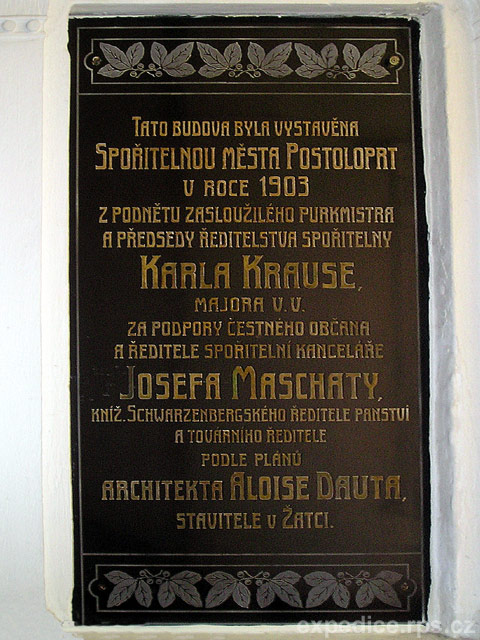 Tato budova byla vystavěna
Spořitelnou města Postoloprt
v roce 1903
z podnětu zasloužilého purkmistra
a předsedy ředitelstva spořitelny
Karla Krause,
majora v. v.
za podpory čestného občana
a ředitele spořitelní kanceláře
Josefa Maschaty,
kníž. Schwarzenbergského ředitele panství
a továrního ředitele
podle plánů
architekta Aloise Dauta,
stavitele v Žatci.
expedice.rps.cz